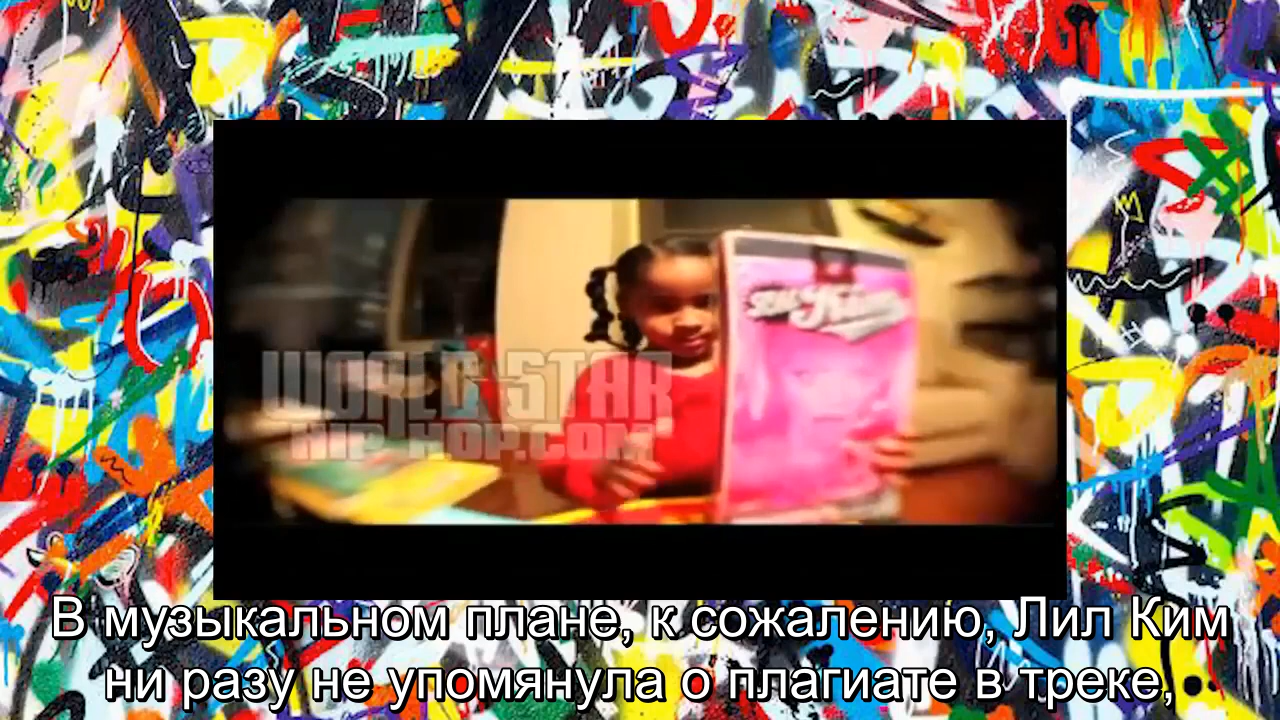 WORLD STAR
HIP-HOP.COM
В музыкальном плане, к сожалению, Лил Ким
ни разу не упомянула о плагиате в треке,